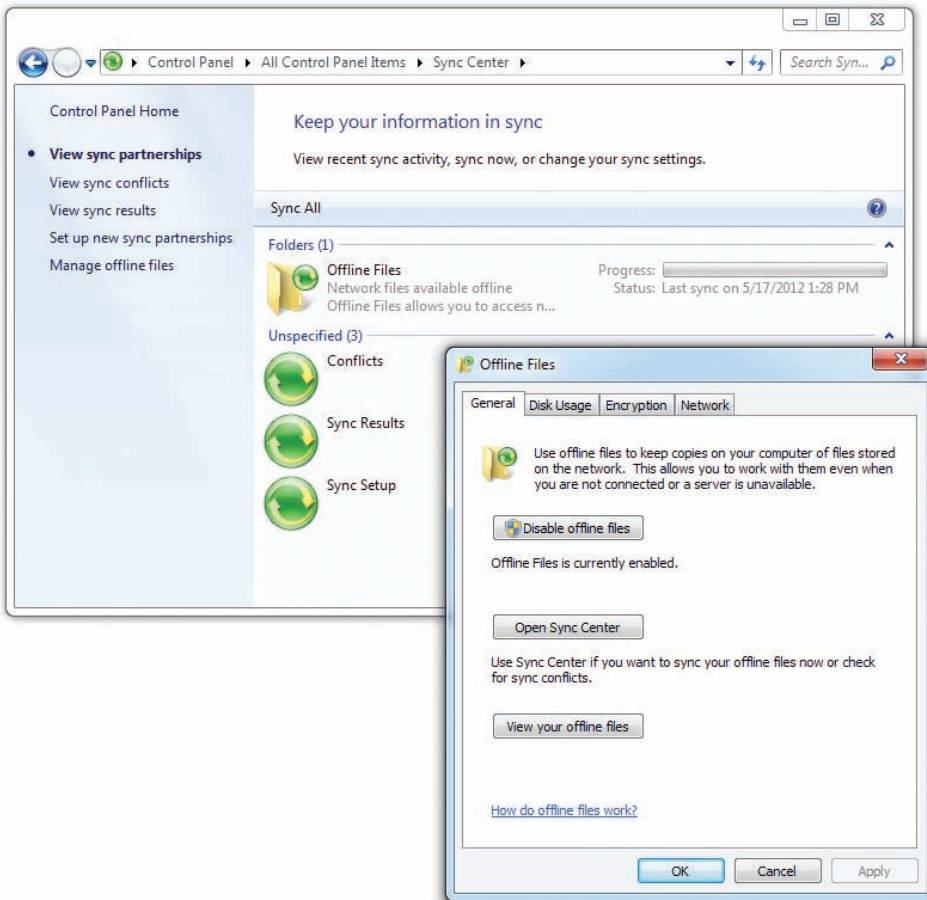 Control Panel
All Control Panel Items
Sync Center
Search Syn...
Control Panel Home
View sync partnerships
View sync conflicts
View sync results
Set up new sync partnerships
Manage offline files
Keep your information in sync
View recent sync activity, sync now, or change your sync settings.
Sync All
Folders (1)
Offline Files
Network files available offline
Offline Files allows you to access n...
Progress:
Status: Last sync on 5/17/2012 1:28 PM
Unspecified (3)
Conflicts
Sync Results
Sync Setup
Offline Files
General Disk Usage Encryption Network
Use offline files to keep copies on your computer of files stored
on the network. This allows you to work with them even when
you are not connected or a server is unavailable.
Disable offline files
Offline Files is currently enabled.
Open Sync Center
Use Sync Center if you want to sync your offline files now or check
for sync conflicts.
View your offline files
How do offline files work?
OK Cancel Apply